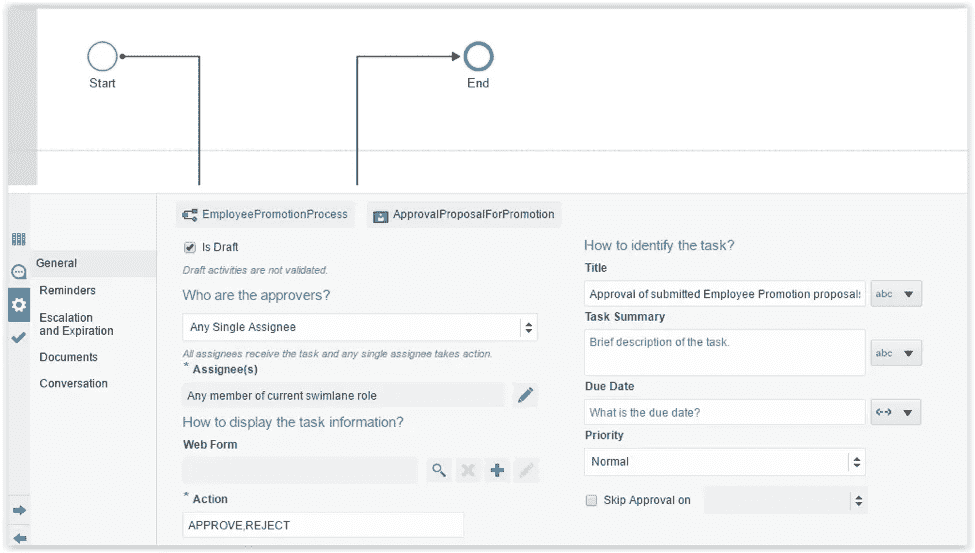 Start
End
EmployeePromotionProcess
ApprovalProposalForPromotion
Is Draft
Draft activities are not validated.
Who are the approvers?
Any Single Assignee
All assignees receive the task and any single assignee takes action.
* Assignee(s)
Any member of current swimlane role
How to display the task information?
Web Form
* Action
APPROVE,REJECT
General
Reminders
Escalation
and Expiration
Documents
Conversation
How to identify the task?
Title
Approval of submitted Employee Promotion proposals
abc
Task Summary
Brief description of the task.
abc
Due Date
What is the due date?
Priority
Normal
Skip Approval on